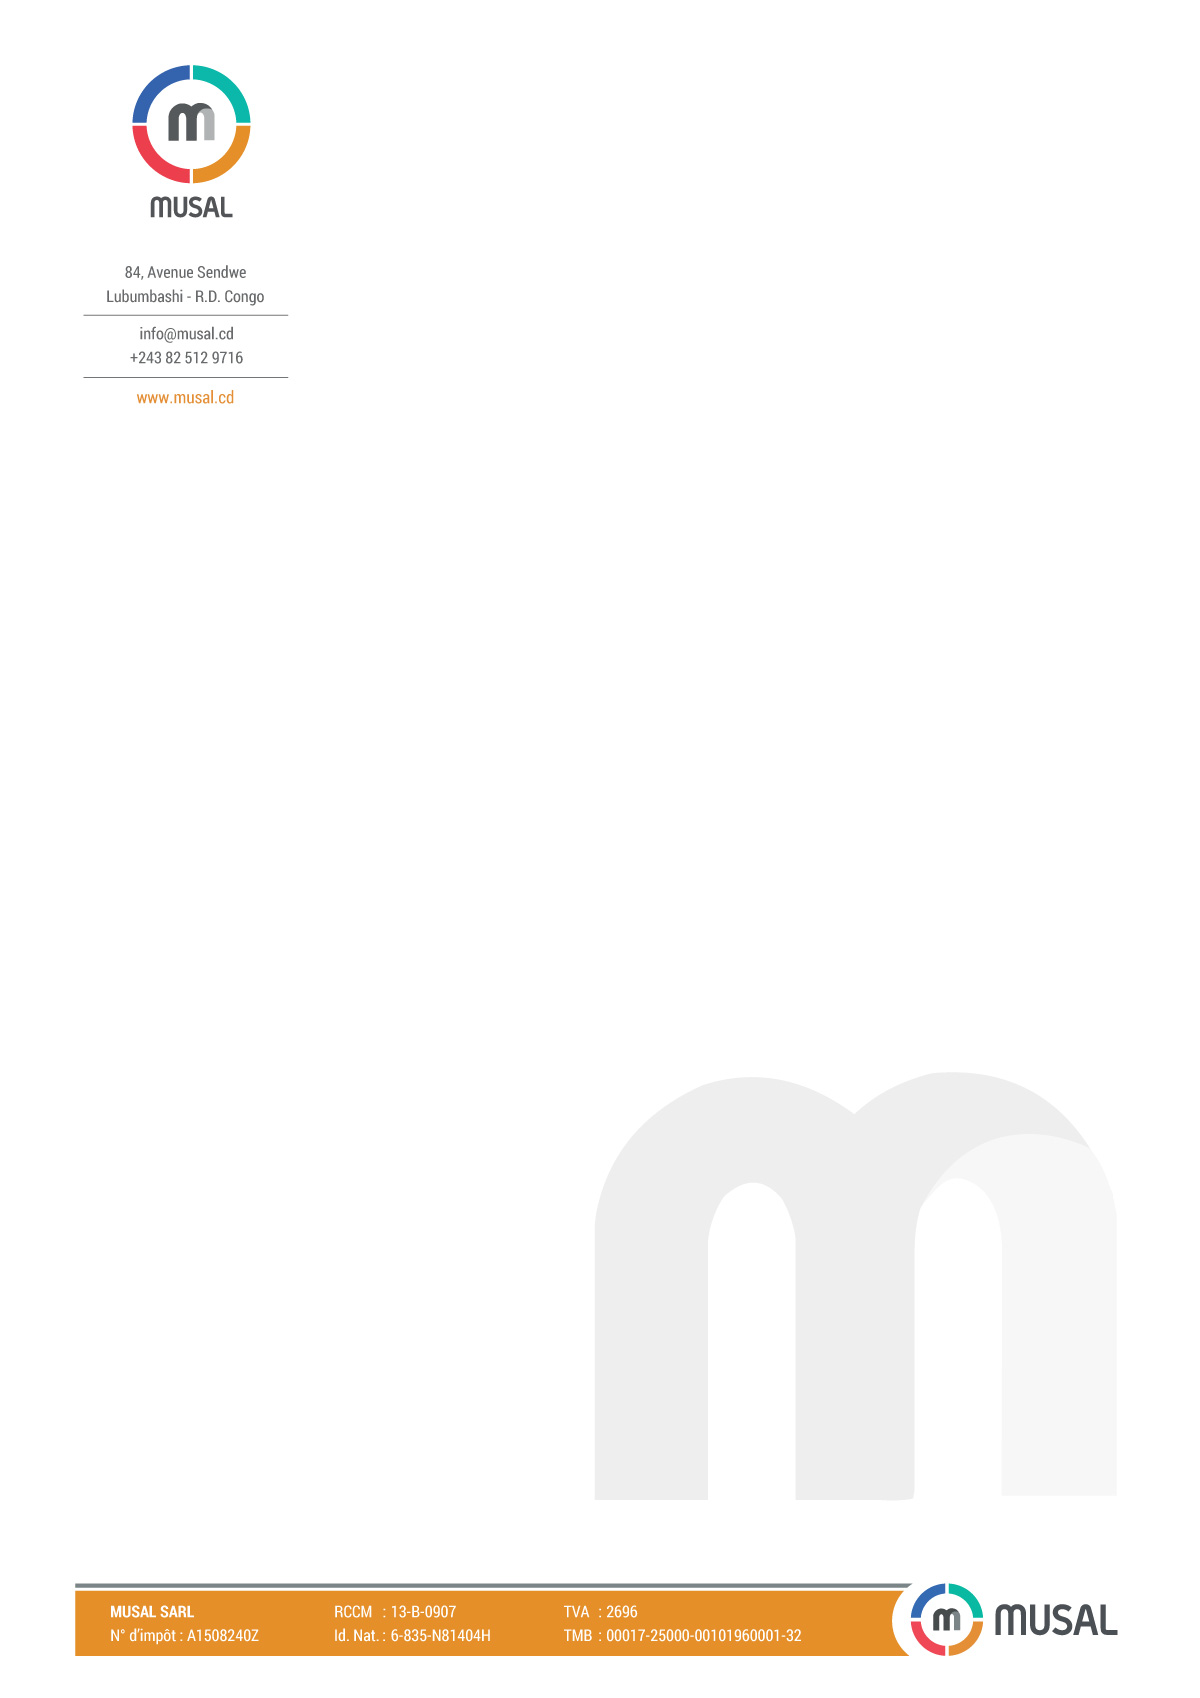 m
MUSAL
84, Avenue Sendwe
Lubumbashi - R.D. Congo
info@musal.cd
+243 82 512 9716
www.musal.cd
m
MUSAL SARL
N° d’impôt : A1508240Z
RCCM : 13-B-0907
Id. Nat. : 6-835-N81404H
TVA : 2696
TMB : 00017-25000-00101960001-32
m
MUSAL